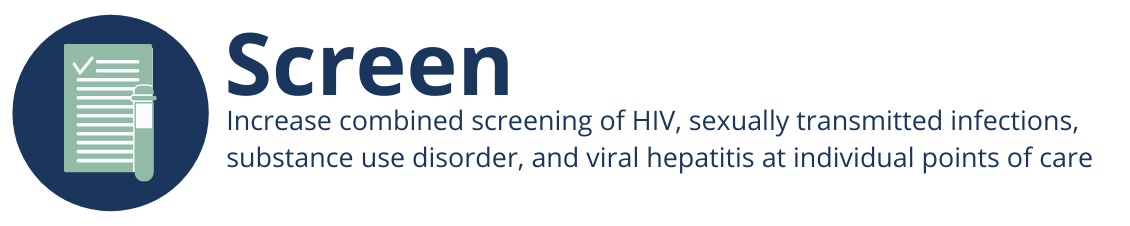 Screen
Increase combined screening of HIV, sexually transmitted infections,
substance use disorder, and viral hepatitis at individual points of care